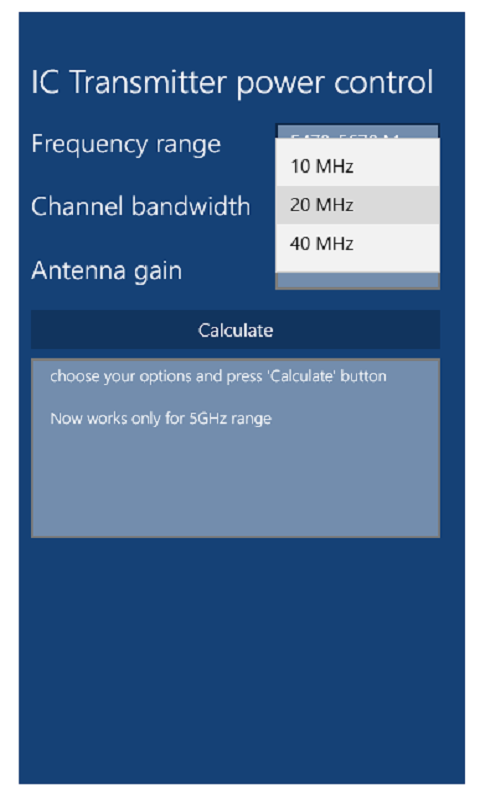 IC Transmitter power control
Frequency range
10 MHz
Channel bandwidth
20 MHz
40 MHz
Antenna gain
Calculate
choose your options and press 'Calculate' button
Now works only for 5GHz range